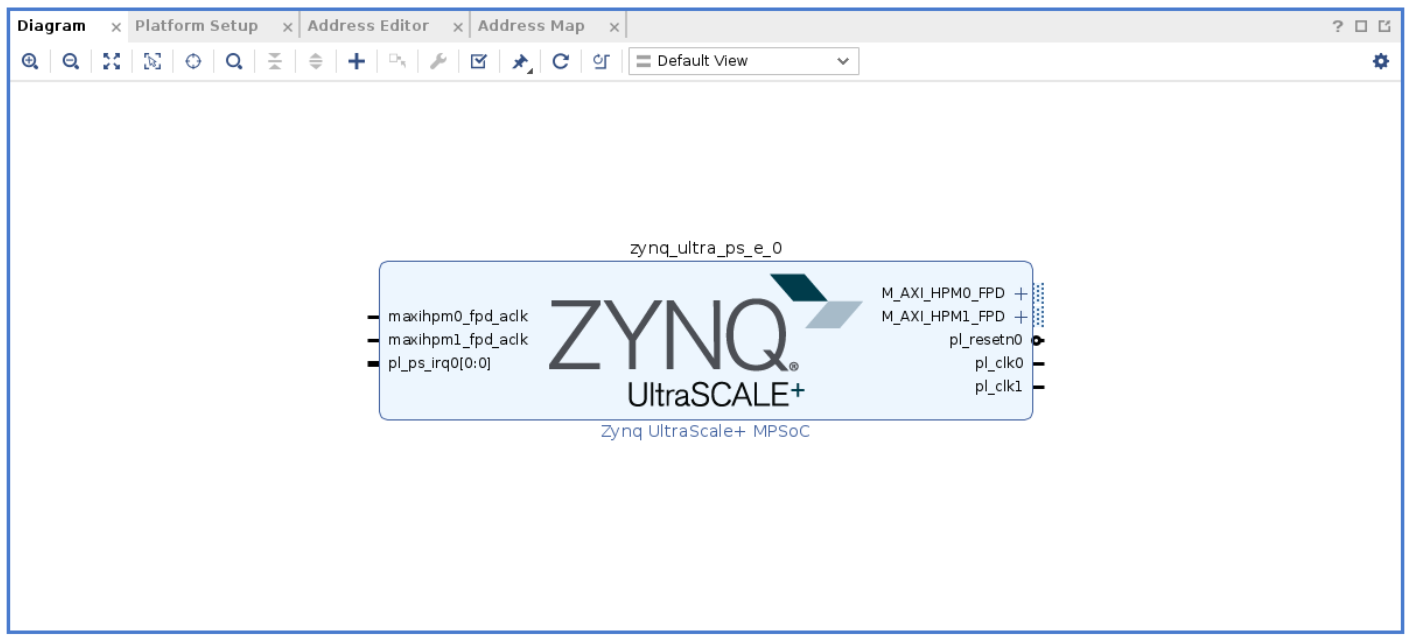 Diagram × Platform Setup × Address Editor × Address Map × ?
Default View
zynq_ultra_ps_e_0
maxihpm0_fpd_aclk
maxihpm1_fpd_aclk
pl_ps_irq0[0:0]
ZYNQ®
UltraSCALE+
M_AXI_HPM0_FPD +
M_AXI_HPM1_FPD +
pl_resetn0
pl_clk0
pl_clk1
Zynq UltraScale+ MPSoC